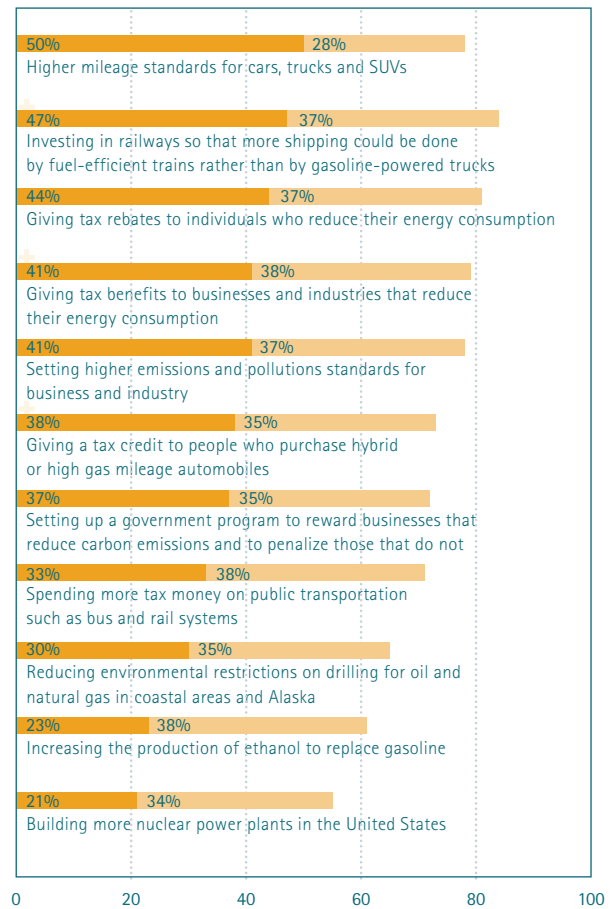 50% 28%
Higher mileage standards for cars, trucks and SUVs
47% 37%
Investing in railways so that more shipping could be done
by fuel-efficient trains rather than by gasoline-powered trucks
44% 37%
Giving tax rebates to individuals who reduce their energy consumption
41% 38%
Giving tax benefits to businesses and industries that reduce
their energy consumption
41% 37%
Setting higher emissions and pollutions standards for
business and industry
38% 35%
Giving a tax credit to people who purchase hybrid
or high gas mileage automobiles
37% 35%
Setting up a government program to reward businesses that
reduce carbon emissions and to penalize those that do not
33% 38%
Spending more tax money on public transportation
such as bus and rail systems
30% 35%
Reducing environmental restrictions on drilling for oil and
natural gas in coastal areas and Alaska
23% 38%
Increasing the production of ethanol to replace gasoline
21% 34%
Building more nuclear power plants in the United States
0 20 40 60 80 100